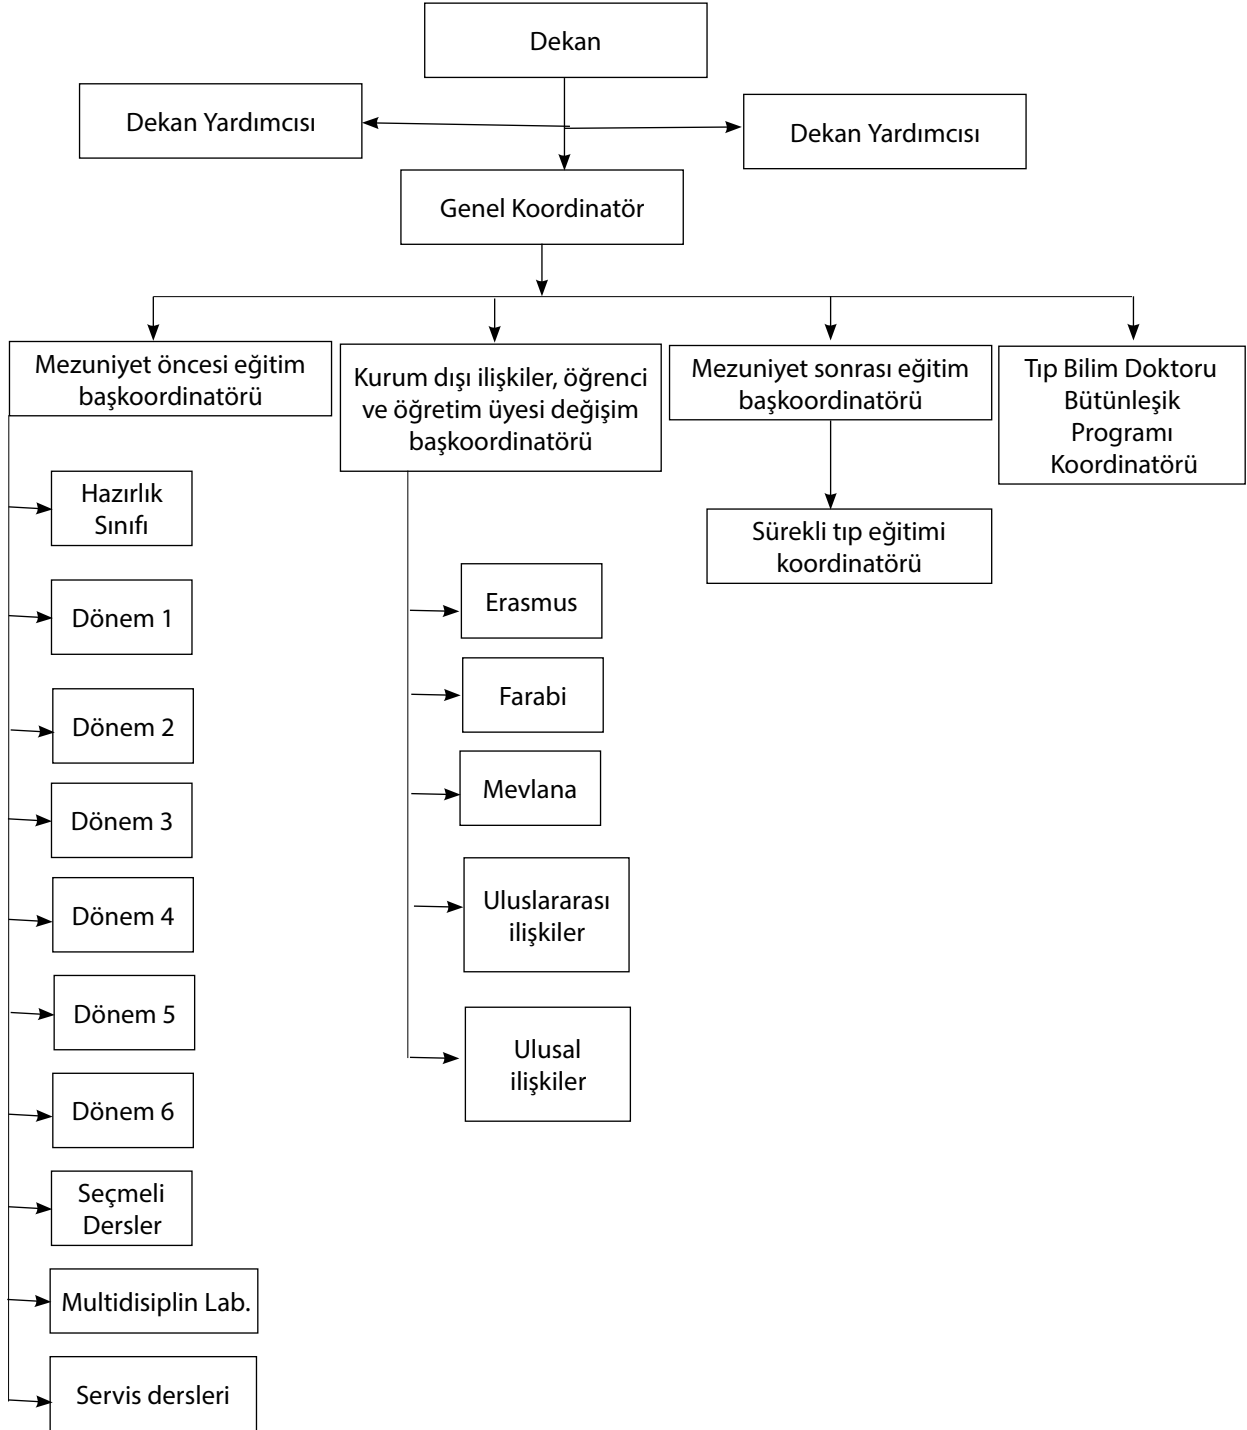 Dekan
Dekan Yardımcısı
Dekan Yardımcısı
Genel Koordinatör
Mezuniyet öncesi eğitim
başkoordinatörü
Kurum dışı ilişkiler, öğrenci
ve öğretim üyesi değişim
başkoordinatörü
Mezuniyet sonrası eğitim
başkoordinatörü
Tıp Bilim Doktoru
Bütünleşik
Programı
Koordinatörü
Hazırlık
Sınıfı
Dönem 1
Dönem 2
Dönem 3
Dönem 4
Dönem 5
Dönem 6
Seçmeli
Dersler
Multidisiplin Lab.
Servis dersleri
Erasmus
Farabi
Mevlana
Uluslararası
ilişkiler
Ulusal
ilişkiler
Sürekli tıp eğitimi
koordinatörü